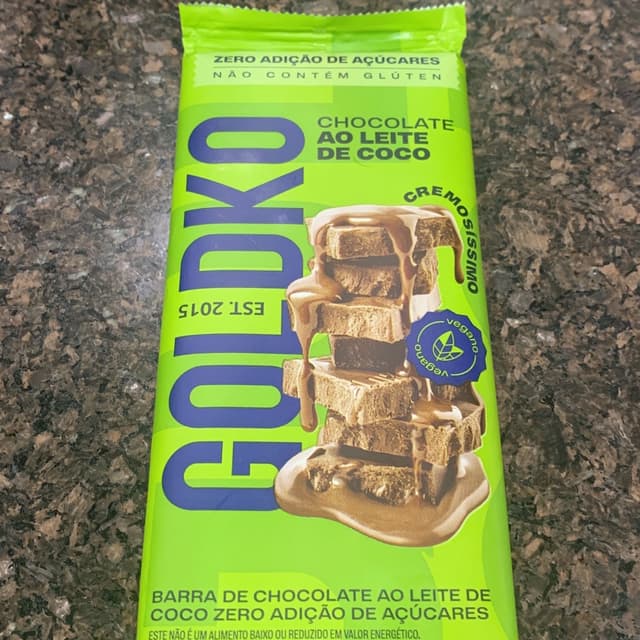 ZERO ADIÇÃO DE AÇÚCARES
NÃO CONTÉM GLÚTEN
CHOCOLATE
AO LEITE
DE COCO
CREMOSÍSSIMO
GOLDKO
EST. 2015
vegano
vegano
BARRA DE CHOCOLATE AO LEITE DE
COCO ZERO ADIÇÃO DE AÇÚCARES
ESTE NÃO É UM ALIMENTO BAIXO OU REDUZIDO EM VALOR ENERGÉTICO.